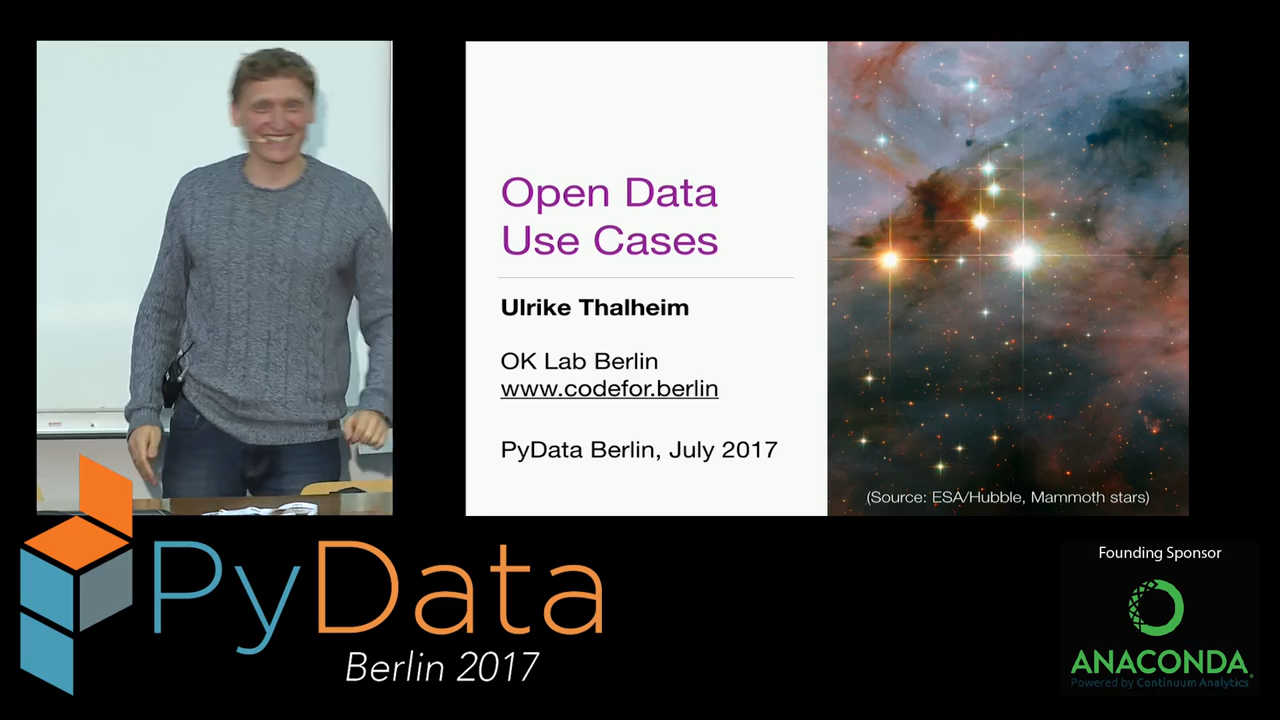 Open Data
Use Cases
Ulrike Thalheim
OK Lab Berlin
www.codefor.berlin
PyData Berlin, July 2017
(Source: ESA/Hubble, Mammoth stars)
PyData
Berlin 2017
Founding Sponsor
ANACONDA
Powered by Continuum Analytics